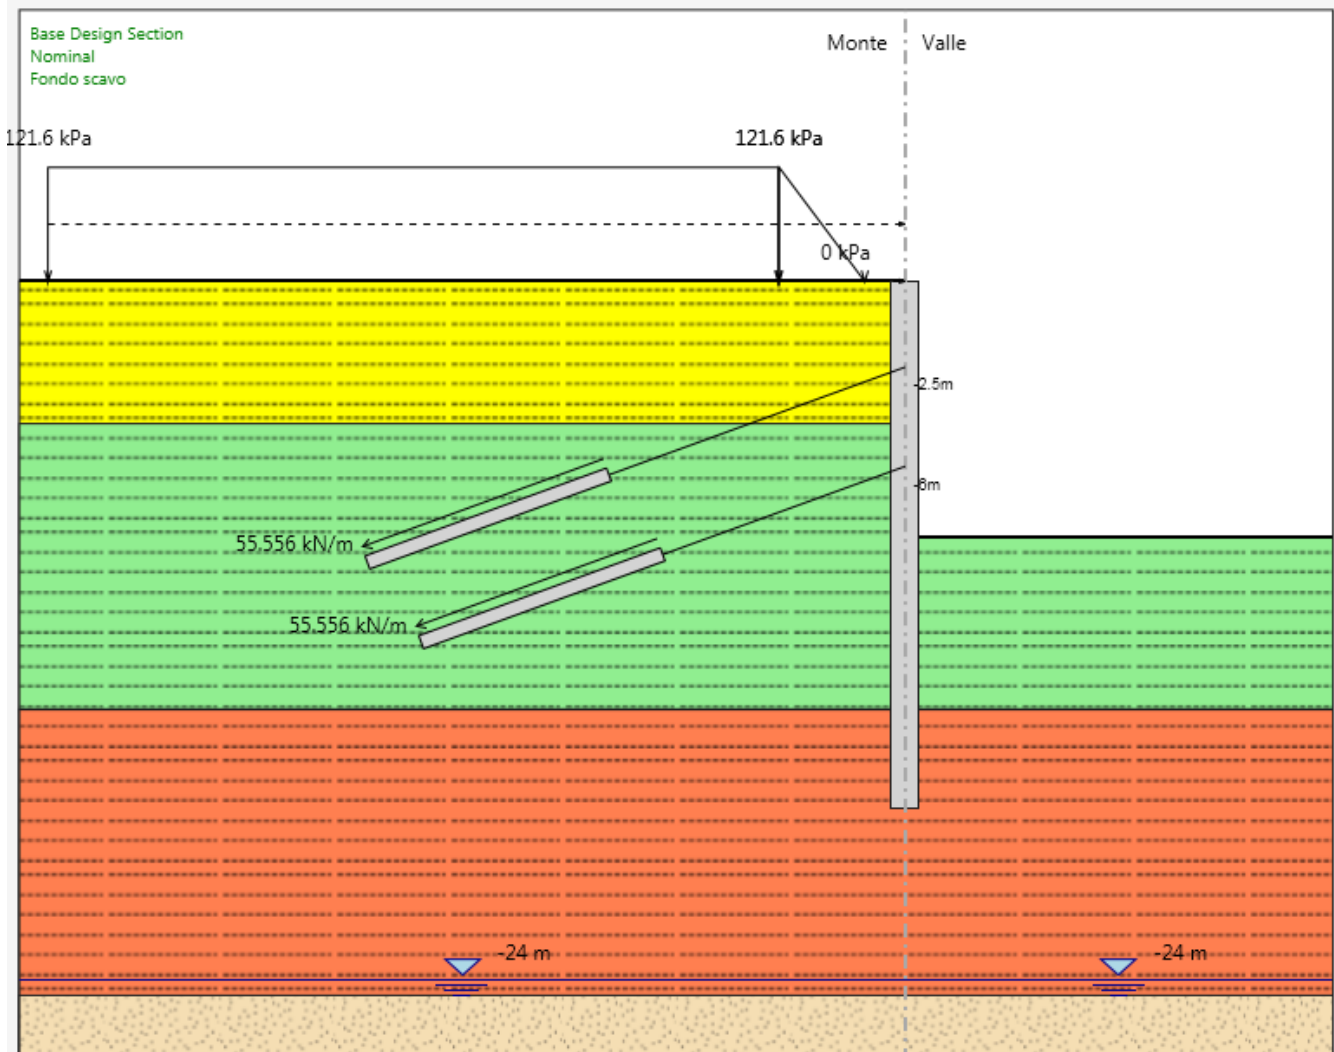 Base Design Section
Nominal
Fondo scavo
Monte
Valle
121.6 kPa
121.6 kPa
0 kPa
-2.5m
55.556 kN/m
55.556 kN/m
-24 m
-24 m